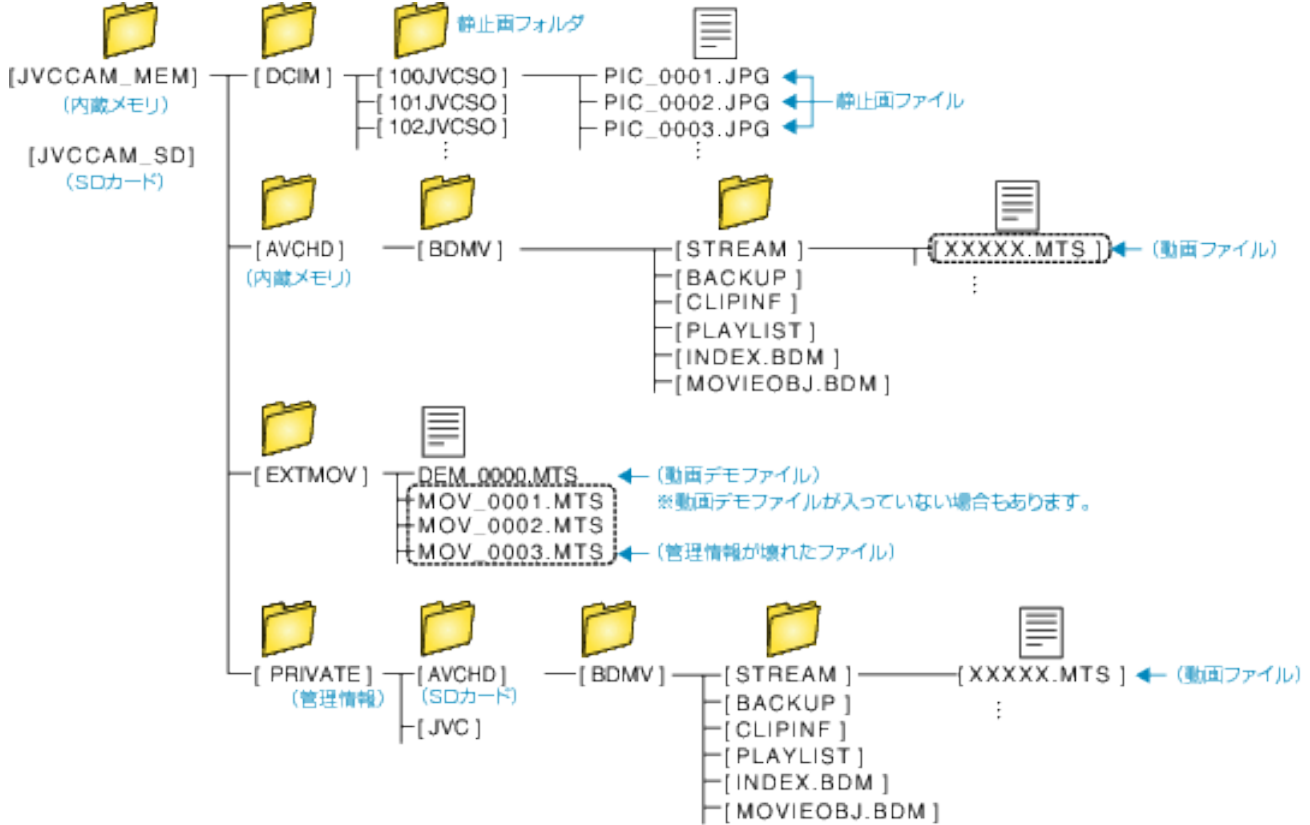 静止画フォルダ
[JVCCAM_MEM]
(内蔵メモリ)
[JVCCAM_SD]
(SDカード)
[DCIM]
[100JVCSO]
[101JVCSO]
[102JVCSO]
⋮
PIC_0001.JPG
PIC_0002.JPG
PIC_0003.JPG
⋮
静止画ファイル
[AVCHD]
(内蔵メモリ)
[BDMV]
[STREAM]
[BACKUP]
[CLIPINF]
[PLAYLIST]
[INDEX.BDM]
[MOVIEOBJ.BDM]
[XXXXX.MTS]
⋮
(動画ファイル)
[EXTMOV]
DEM_0000.MTS
MOV_0001.MTS
MOV_0002.MTS
MOV_0003.MTS
(動画デモファイル)
※動画デモファイルが入っていない場合もあります。
(管理情報が壊れたファイル)
[PRIVATE]
(管理情報)
[AVCHD]
(SDカード)
[JVC]
[BDMV]
[STREAM]
[BACKUP]
[CLIPINF]
[PLAYLIST]
[INDEX.BDM]
[MOVIEOBJ.BDM]
[XXXXX.MTS]
⋮
(動画ファイル)